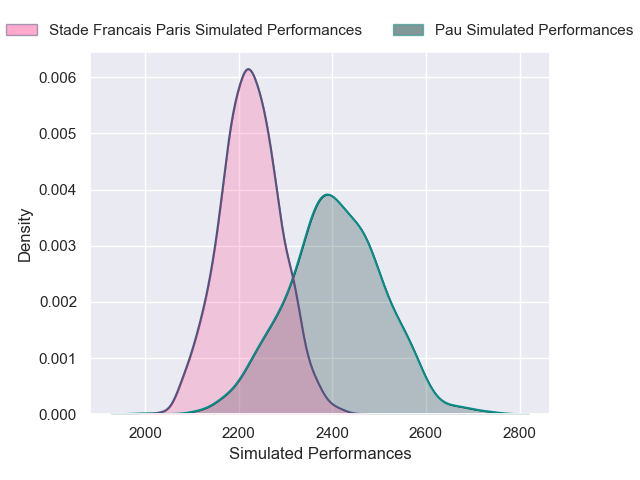 Stade Francais Paris Simulated Performances Pau Simulated Performances
0.006
0.005
0.004
0.003
0.002
0.001
0.000
Density
2000 2200 2400 2600 2800
Simulated Performances